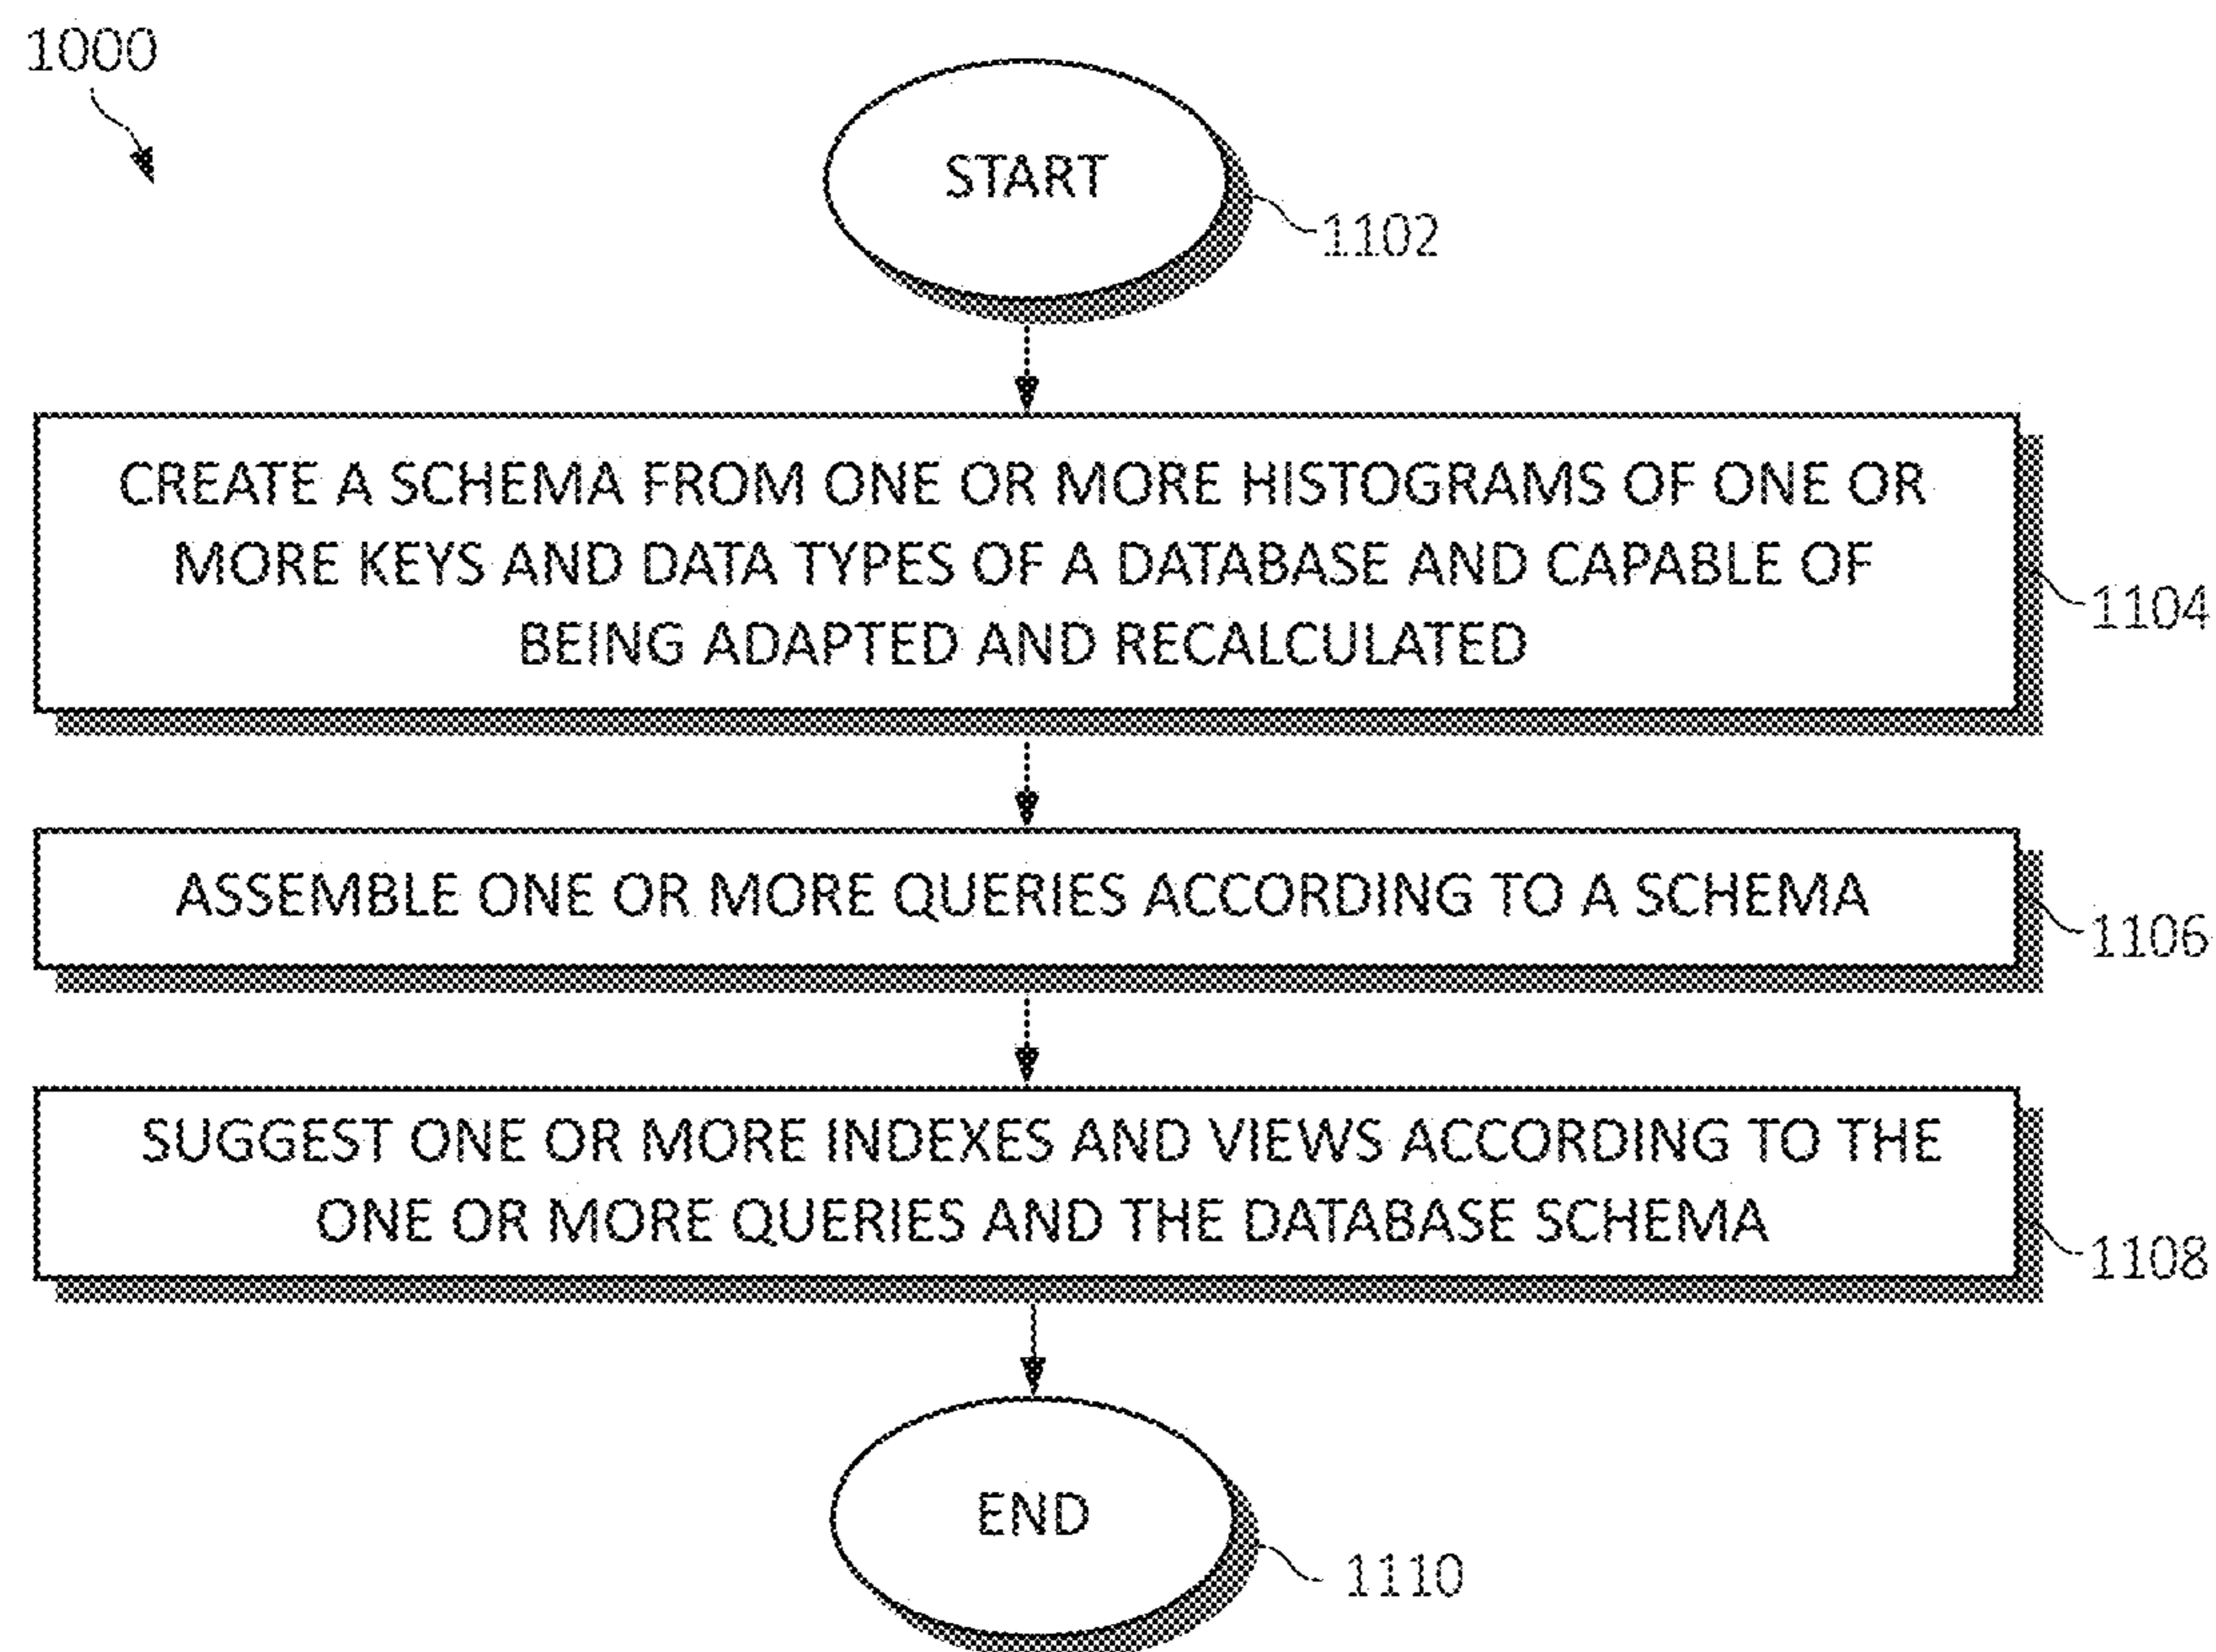 1000
START
1102
CREATE A SCHEMA FROM ONE OR MORE HISTOGRAMS OF ONE OR
MORE KEYS AND DATA TYPES OF A DATABASE AND CAPABLE OF
BEING ADAPTED AND RECALCULATED
1104
ASSEMBLE ONE OR MORE QUERIES ACCORDING TO A SCHEMA
1106
SUGGEST ONE OR MORE INDEXES AND VIEWS ACCORDING TO THE
ONE OR MORE QUERIES AND THE DATABASE SCHEMA
1108
END
1110